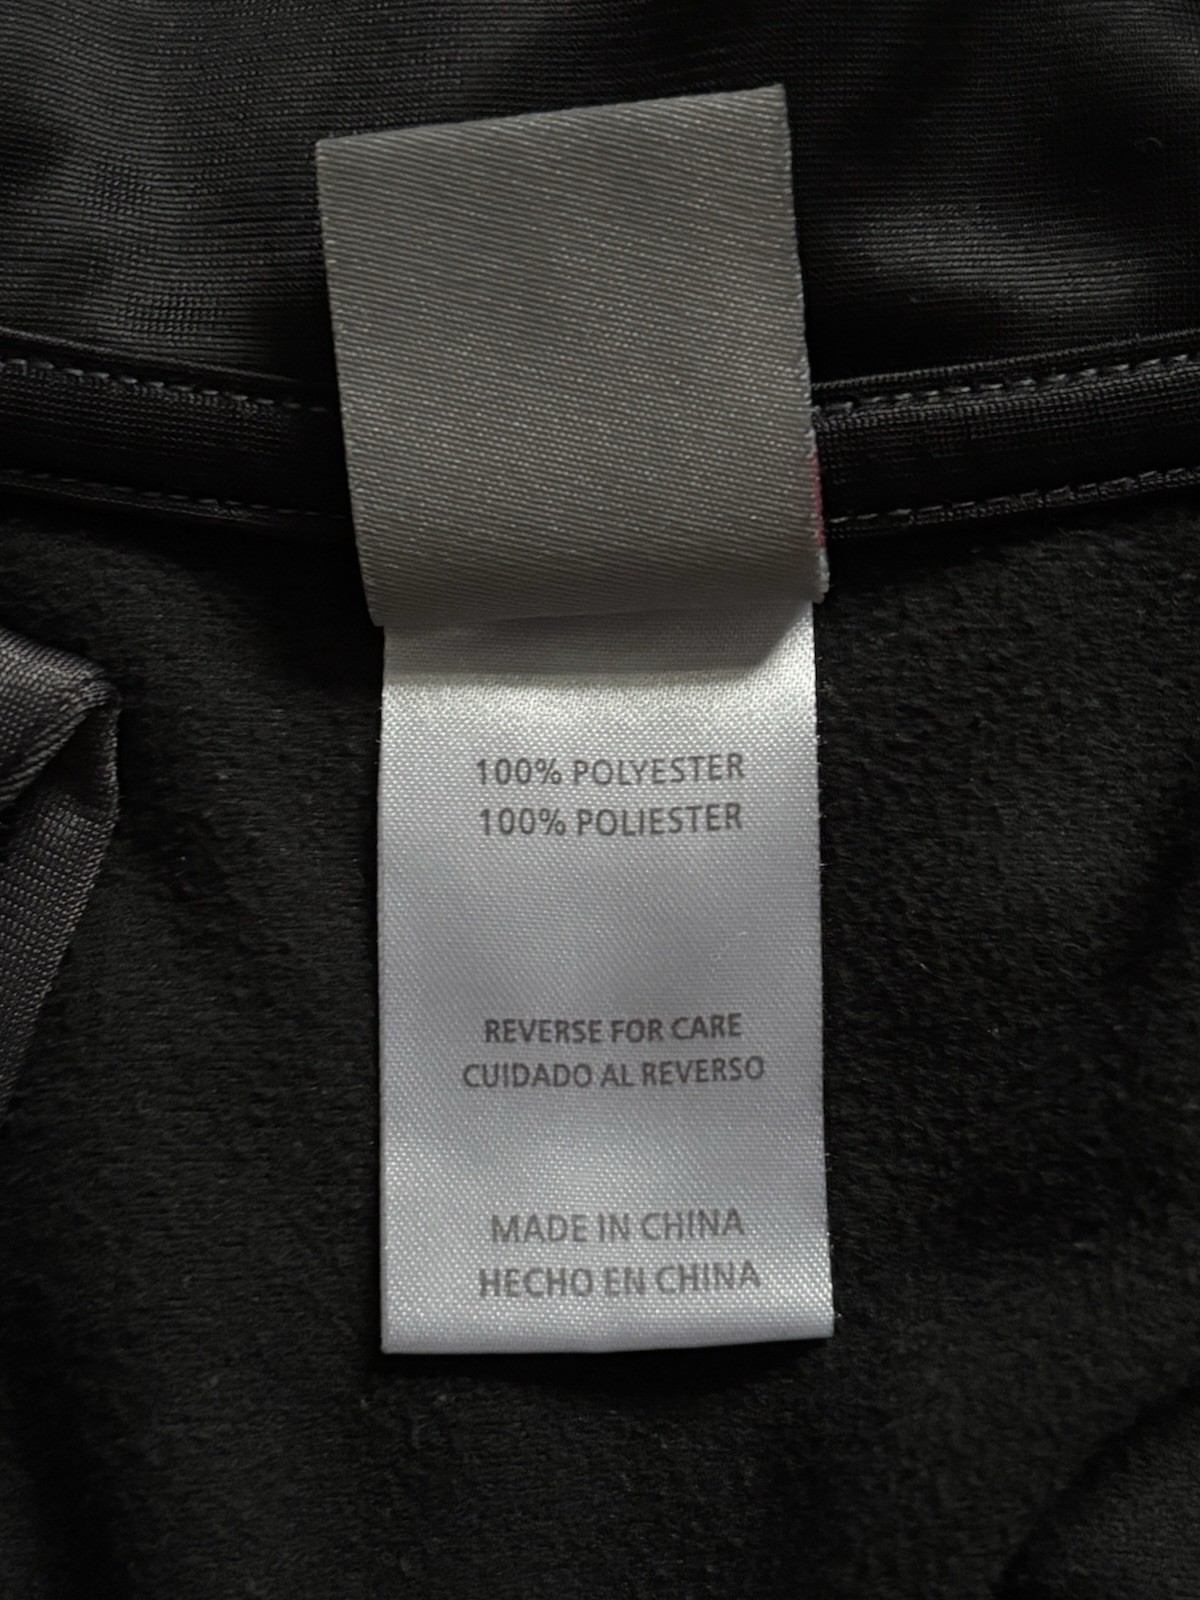 100% POLYESTER
100% POLIESTER
REVERSE FOR CARE
CUIDADO AL REVERSO
MADE IN CHINA
HECHO EN CHINA